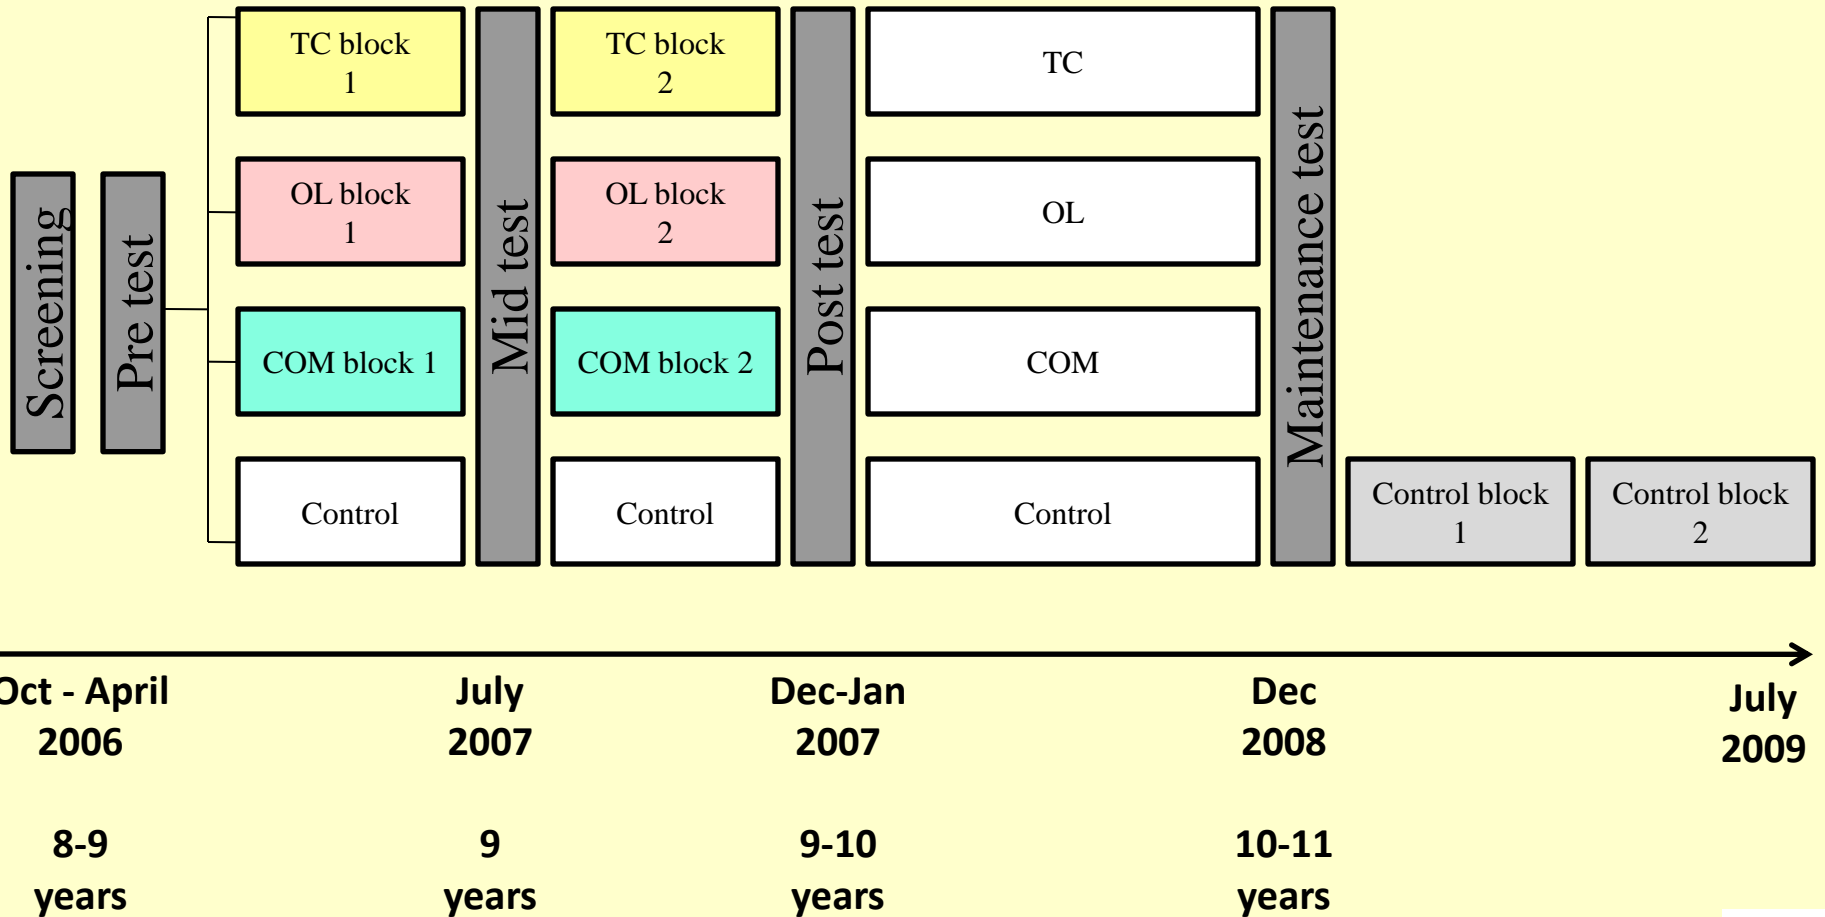 Screening
Pre test
TC block
1
OL block
1
COM block 1
Control
Mid test
TC block
2
OL block
2
COM block 2
Control
Post test
TC
OL
COM
Control
Maintenance test
Control block
1
Control block
2
Oct - April
2006
July
2007
Dec-Jan
2007
Dec
2008
July
2009
8-9
years
9
years
9-10
years
10-11
years